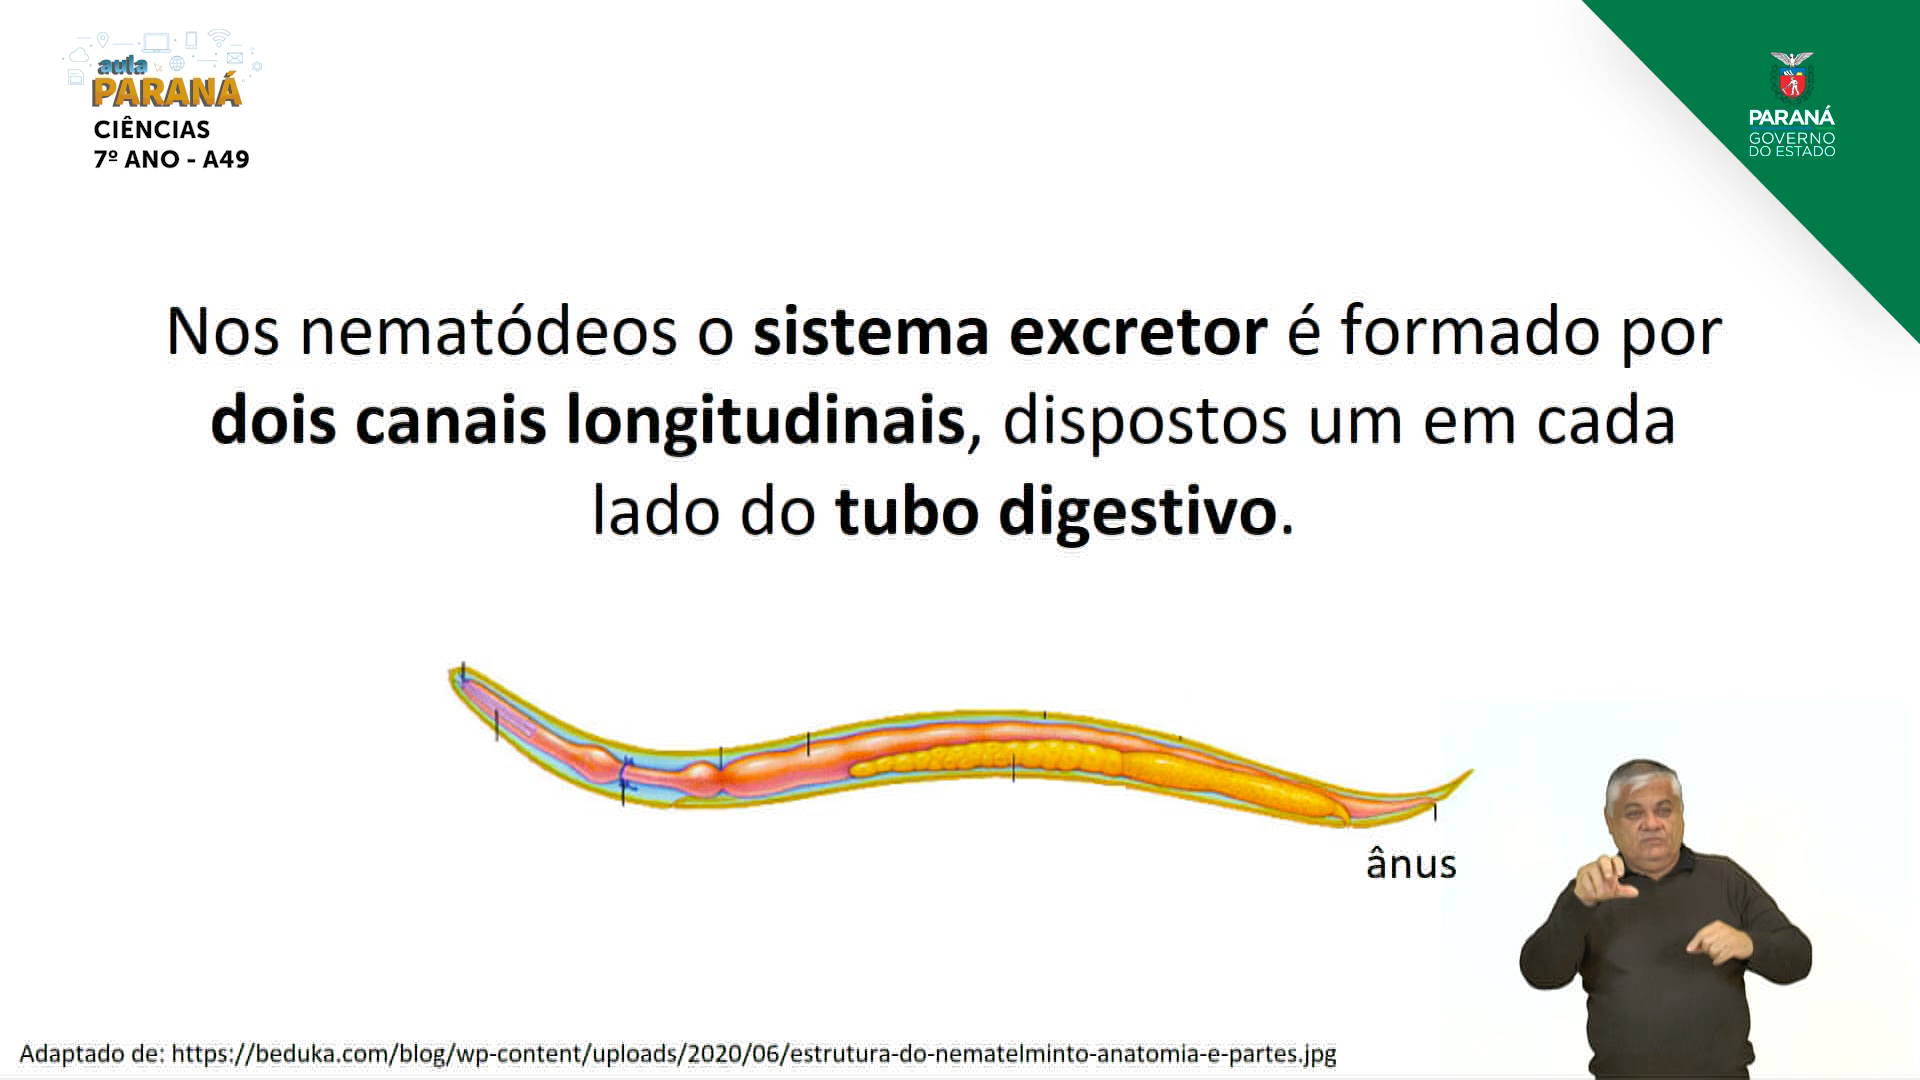 aula
PARANÁ
CIÊNCIAS
7º ANO - A49
PARANÁ
GOVERNO
DO ESTADO
Nos nematódeos o sistema excretor é formado por
dois canais longitudinais, dispostos um em cada
lado do tubo digestivo.
ânus
Adaptado de: https://beduka.com/blog/wp-content/uploads/2020/06/estrutura-do-nematelminto-anatomia-e-partes.jpg